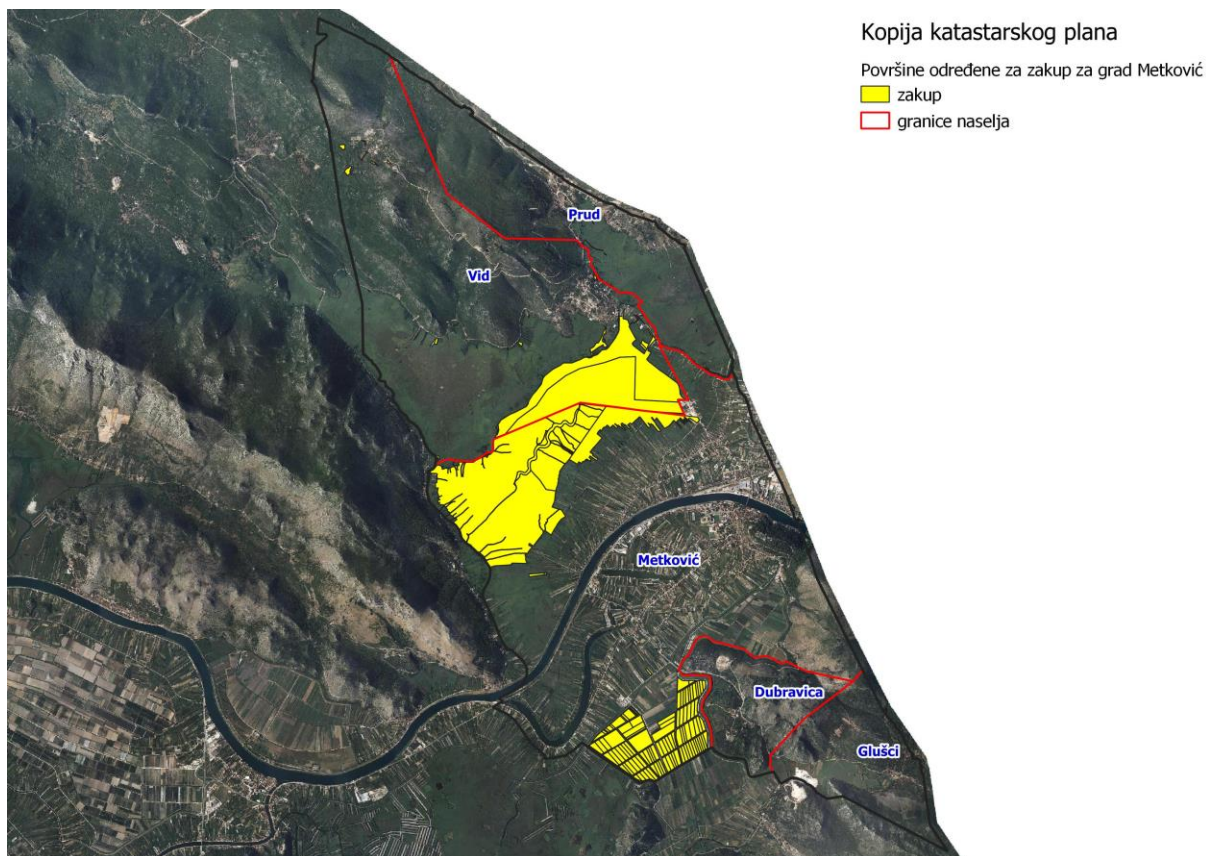 Kopija katastarskog plana
Površine određene za zakup za grad Metković
zakup
granice naselja
Prud
Vid
Metković
Dubravica
Glušci